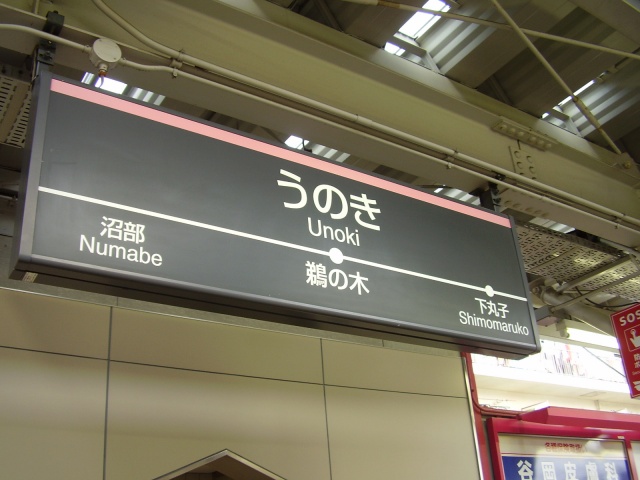 うのき
Unoki
鵜の木
沼部
Numabe
下丸子
Shimomaruko
SOS
谷岡皮膚科